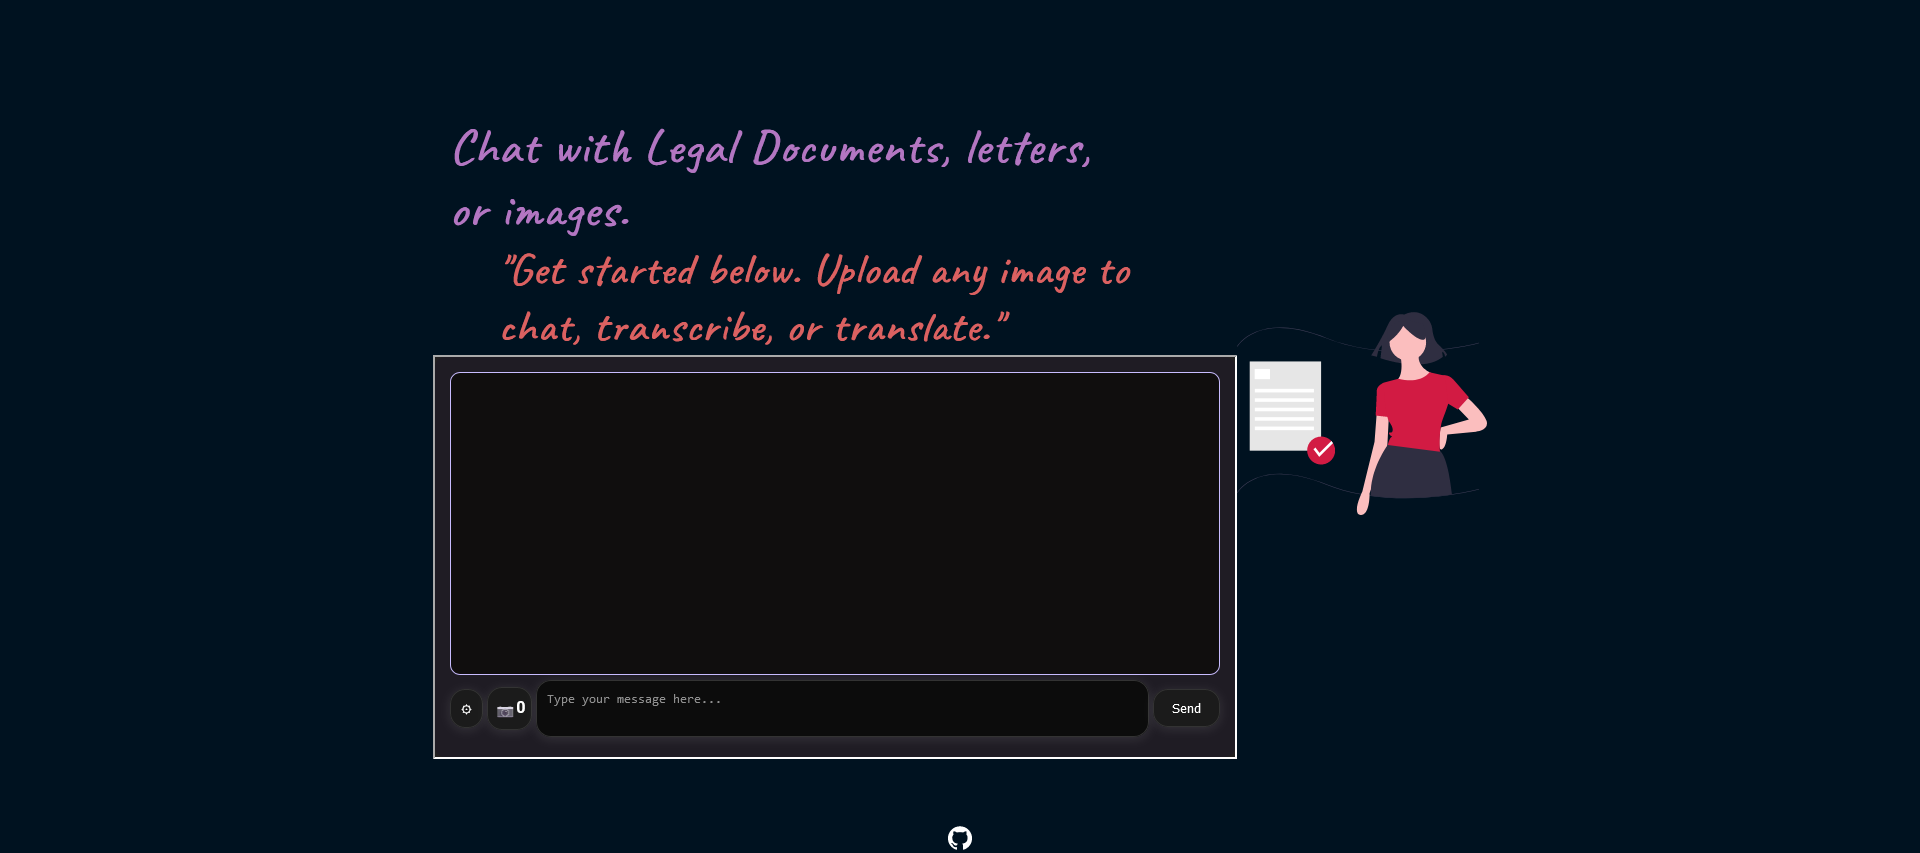 Chat with Legal Documents, letters,
or images.
"Get started below. Upload any image to
chat, transcribe, or translate."
0
Type your message here...
Send